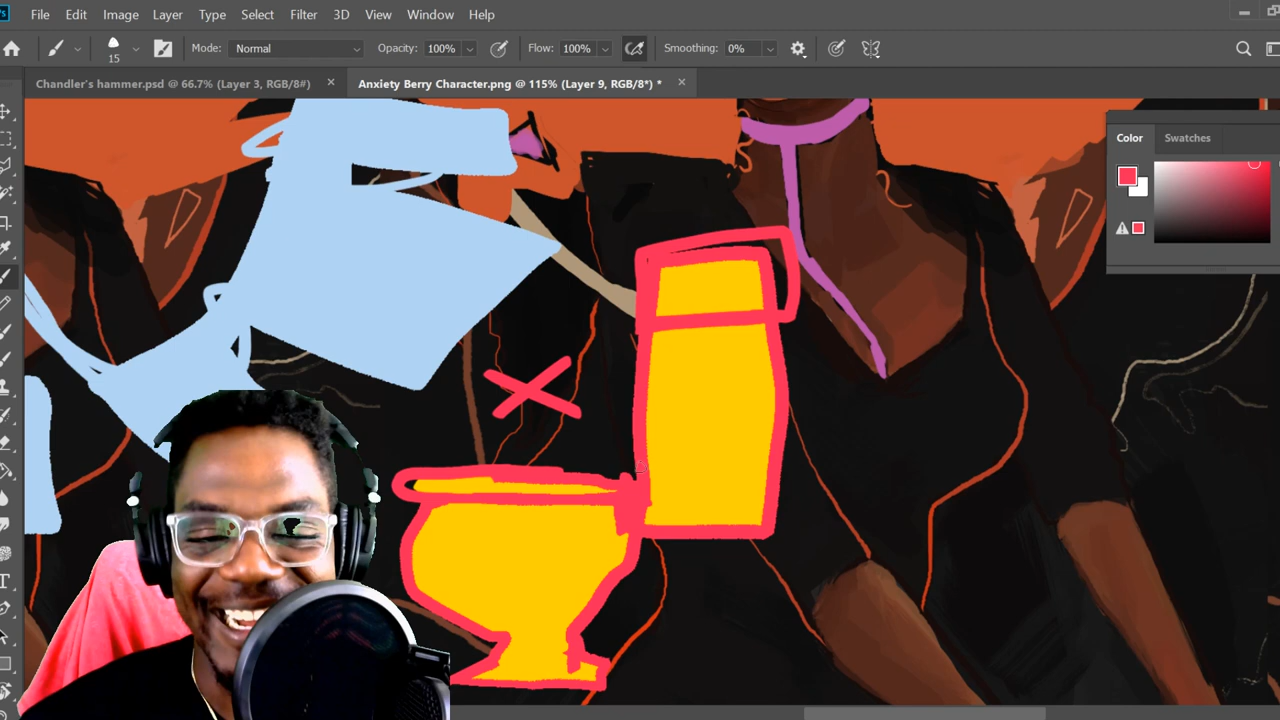 Ps File Edit Image Layer Type Select Filter 3D View Window Help
15 Mode: Normal Opacity: 100% Flow: 100% Smoothing: 0%
Chandler's hammer.psd @ 66.7% (Layer 3, RGB/8#) × Anxiety Berry Character.png @ 115% (Layer 9, RGB/8*) * ×
Color Swatches